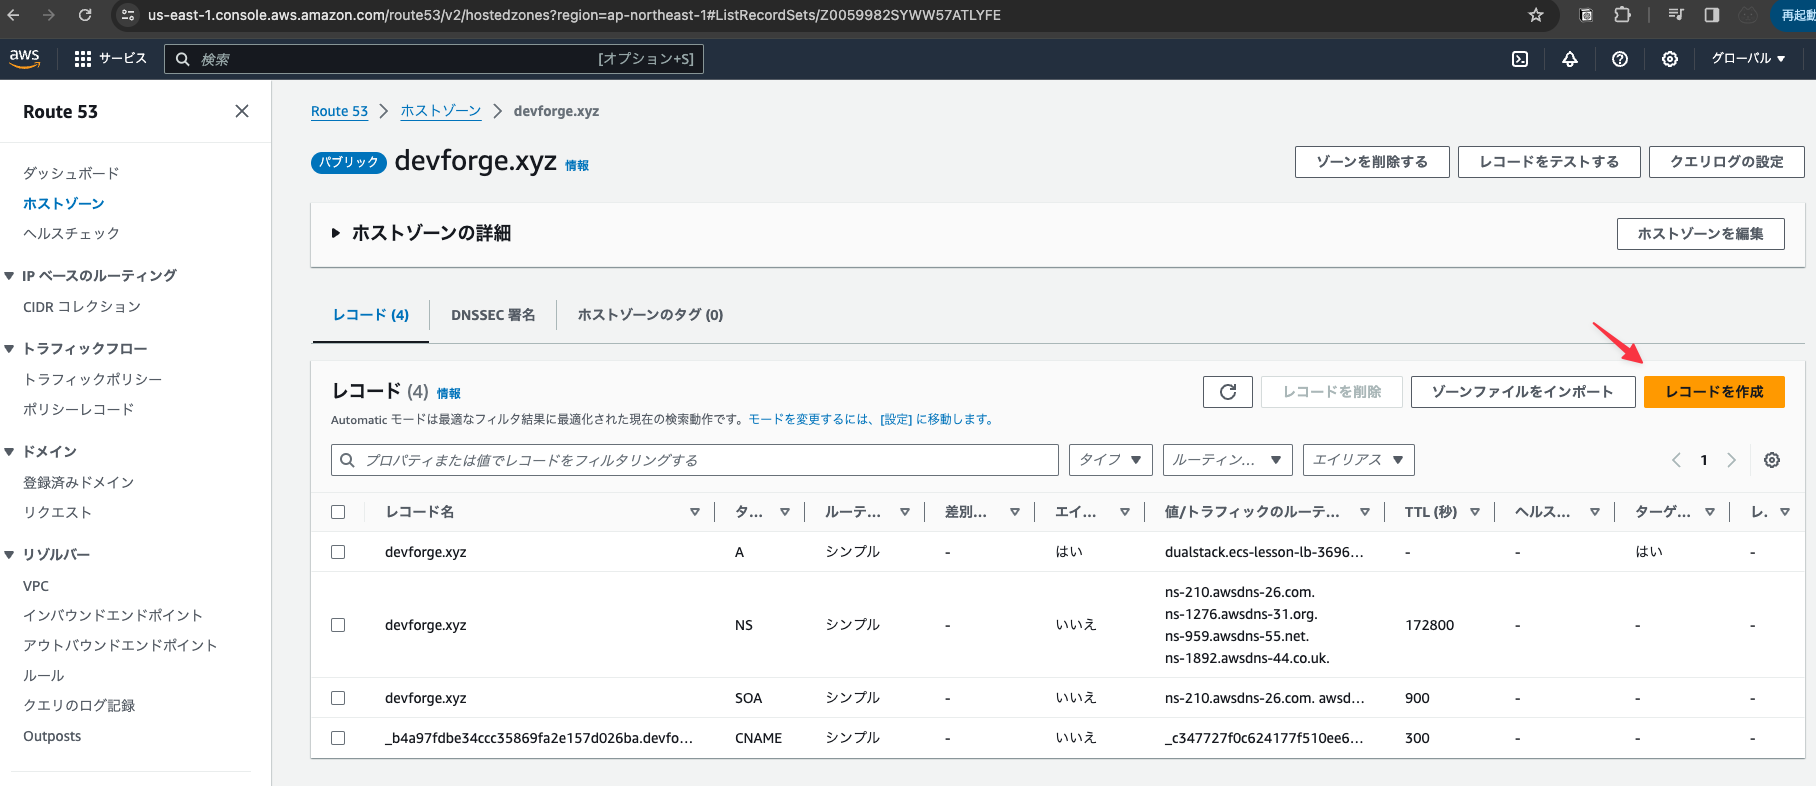 us-east-1.console.aws.amazon.com/route53/v2/hostedzones?region=ap-northeast-1#ListRecordSets/Z0059982SYWW57ATLYFE
再起動
aws
サービス
検索
[オプション+S]
グローバル
Route 53
ダッシュボード
ホストゾーン
ヘルスチェック
IP ベースのルーティング
CIDR コレクション
トラフィックフロー
トラフィックポリシー
ポリシーレコード
ドメイン
登録済みドメイン
リクエスト
リゾルバー
VPC
インバウンドエンドポイント
アウトバウンドエンドポイント
ルール
クエリのログ記録
Outposts
Route 53 > ホストゾーン > devforge.xyz
パブリック devforge.xyz 情報
ゾーンを削除する レコードをテストする クエリログの設定
ホストゾーンの詳細 ホストゾーンを編集
レコード (4) DNSSEC 署名 ホストゾーンのタグ (0)
レコード (4) 情報
レコードを削除 ゾーンファイルをインポート レコードを作成
Automatic モードは最適なフィルタ結果に最適化された現在の検索動作です。モードを変更するには、[設定] に移動します。
プロパティまたは値でレコードをフィルタリングする タイプ ルーティン... エイリアス 1
レコード名 タ... ルーテ... 差別... エイ... 値/トラフィックのルーテ... TTL (秒) ヘルス... ターゲ... レ.
devforge.xyz A シンプル - はい dualstack.ecs-lesson-lb-3696... - - はい -
devforge.xyz NS シンプル - いいえ ns-210.awsdns-26.com.
ns-1276.awsdns-31.org.
ns-959.awsdns-55.net.
ns-1892.awsdns-44.co.uk. 172800 - - -
devforge.xyz SOA シンプル - いいえ ns-210.awsdns-26.com. awsd... 900 - - -
_b4a97fdbe34ccc35869fa2e157d026ba.devfo... CNAME シンプル - いいえ _c347727f0c624177f510ee6... 300 - - -